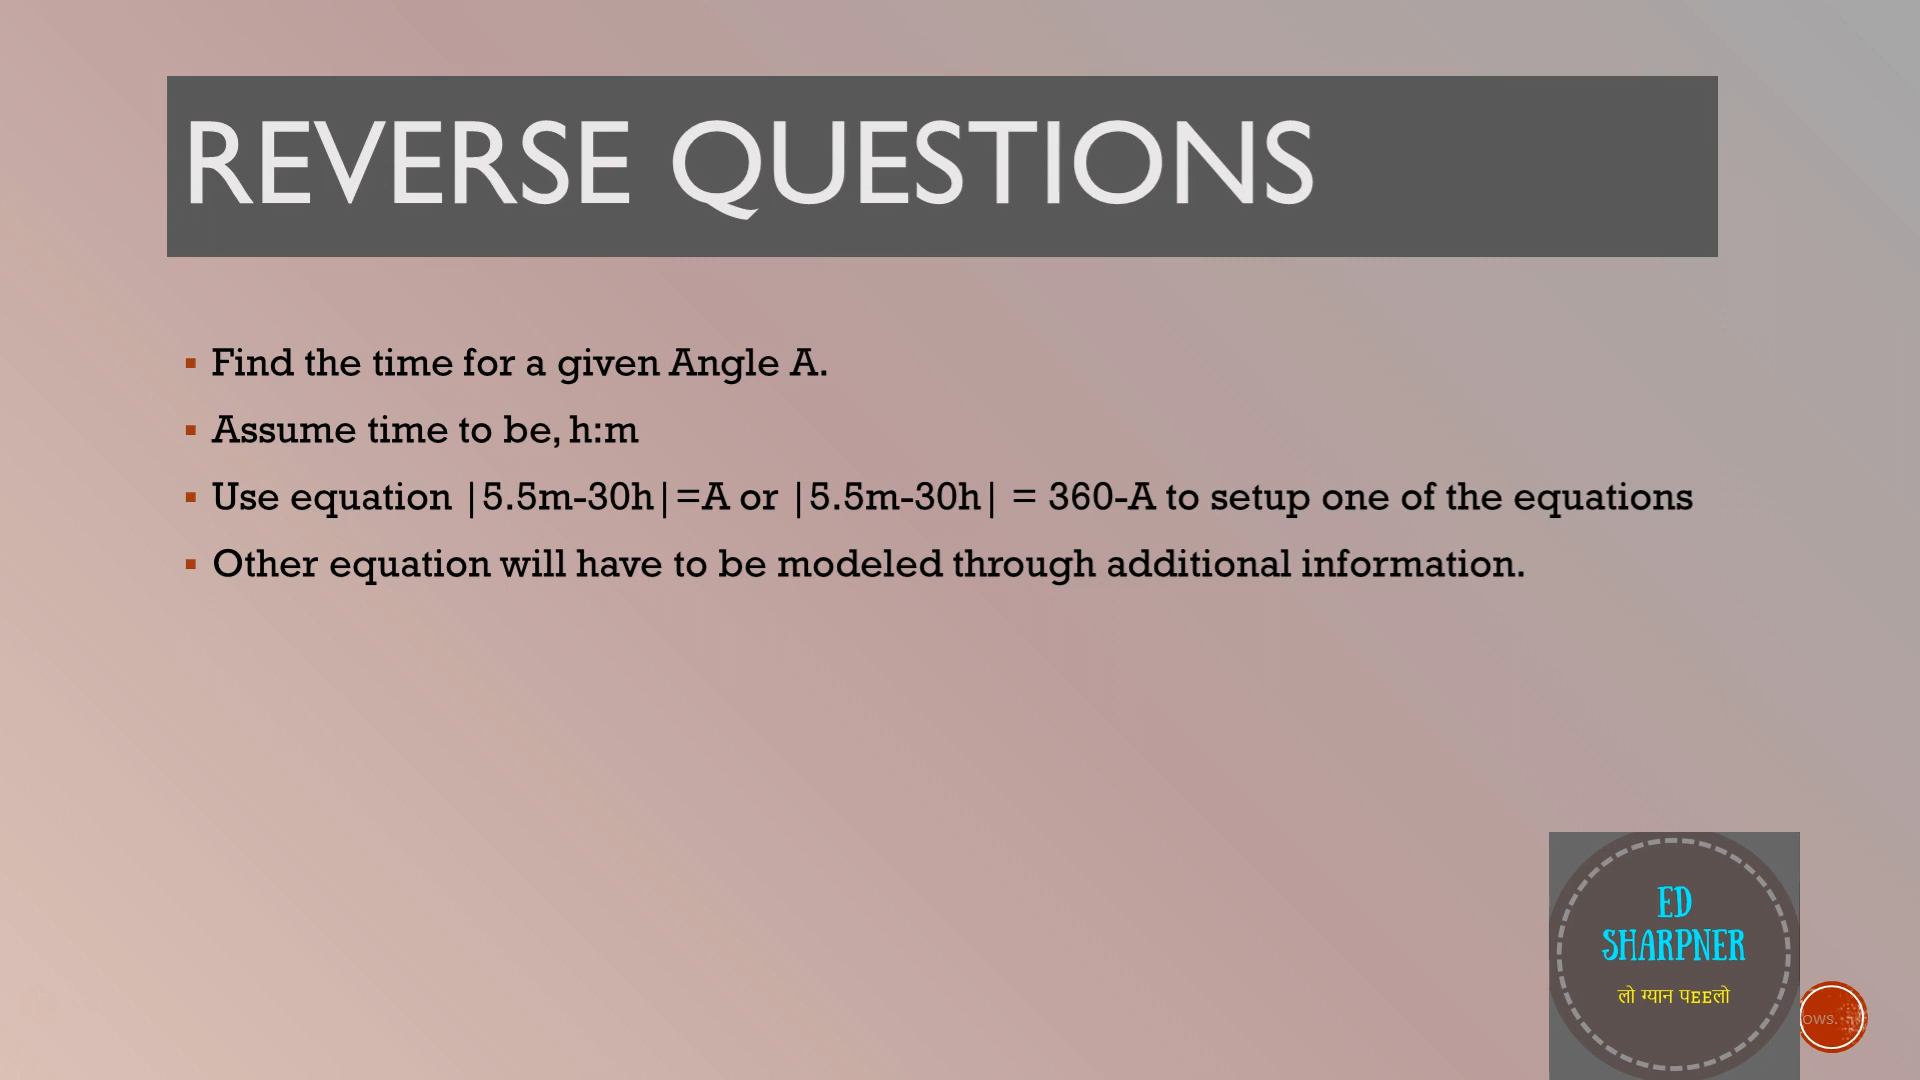 REVERSE QUESTIONS
▪ Find the time for a given Angle A.
▪ Assume time to be, h:m
▪ Use equation |5.5m-30h|=A or |5.5m-30h| = 360-A to setup one of the equations
▪ Other equation will have to be modeled through additional information.
ED
SHARPNER
लो ग्यान पEEलो
ows.